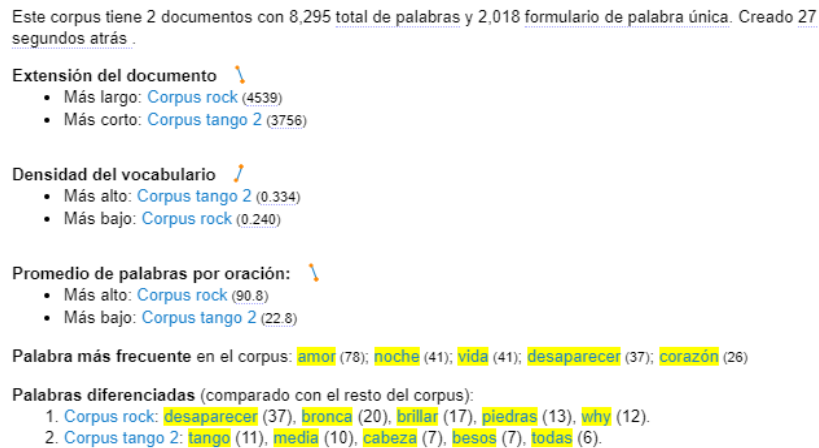 Este corpus tiene 2 documentos con 8,295 total de palabras y 2,018 formulario de palabra única. Creado 27
segundos atrás .
Extensión del documento
• Más largo: Corpus rock (4539)
• Más corto: Corpus tango 2 (3756)
Densidad del vocabulario
• Más alto: Corpus tango 2 (0.334)
• Más bajo: Corpus rock (0.240)
Promedio de palabras por oración:
• Más alto: Corpus rock (90.8)
• Más bajo: Corpus tango 2 (22.8)
Palabra más frecuente en el corpus: amor (78); noche (41); vida (41); desaparecer (37); corazón (26)
Palabras diferenciadas (comparado con el resto del corpus):
1. Corpus rock: desaparecer (37), bronca (20), brillar (17), piedras (13), why (12).
2. Corpus tango 2: tango (11), media (10), cabeza (7), besos (7), todas (6).